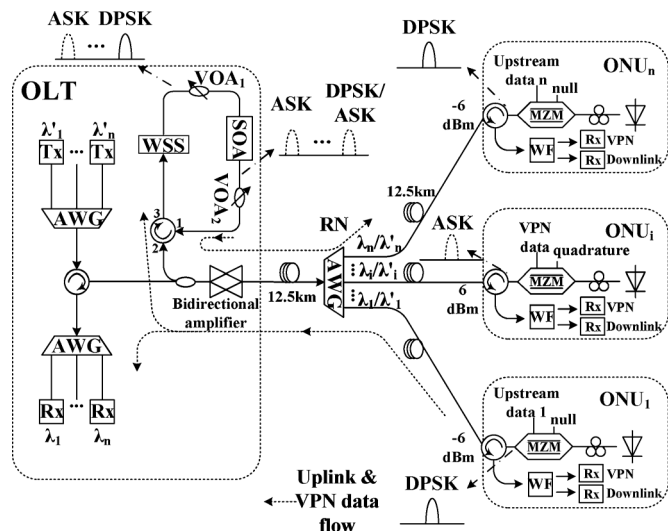 ASK ... DPSK
OLT
λ'1 λ'n
Tx ... Tx
AWG
AWG
Rx ... Rx
λ1 λn
VOA1
WSS
SOA
VOA2
3
1
2
Bidirectional
amplifier
ASK
DPSK/
ASK
...
12.5km
RN
AWG
λn/λ'n
⋮ λi/λ'i
⋮ λ1/λ'1
12.5km
Uplink &
VPN data
flow
DPSK
-6
dBm
Upstream
data n
null
MZM
ONUn
WF
Rx VPN
Rx Downlink
ASK
6
dBm
VPN
data
quadrature
MZM
ONUi
WF
Rx VPN
Rx Downlink
DPSK
-6
dBm
Upstream
data 1
null
MZM
ONU1
WF
Rx VPN
Rx Downlink